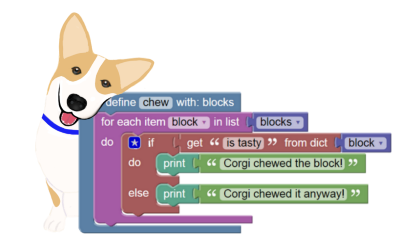 define chew with: blocks
for each item block in list blocks
do if get “ is tasty ” from dict block
do print “ Corgi chewed the block! ”
else print “ Corgi chewed it anyway! ”